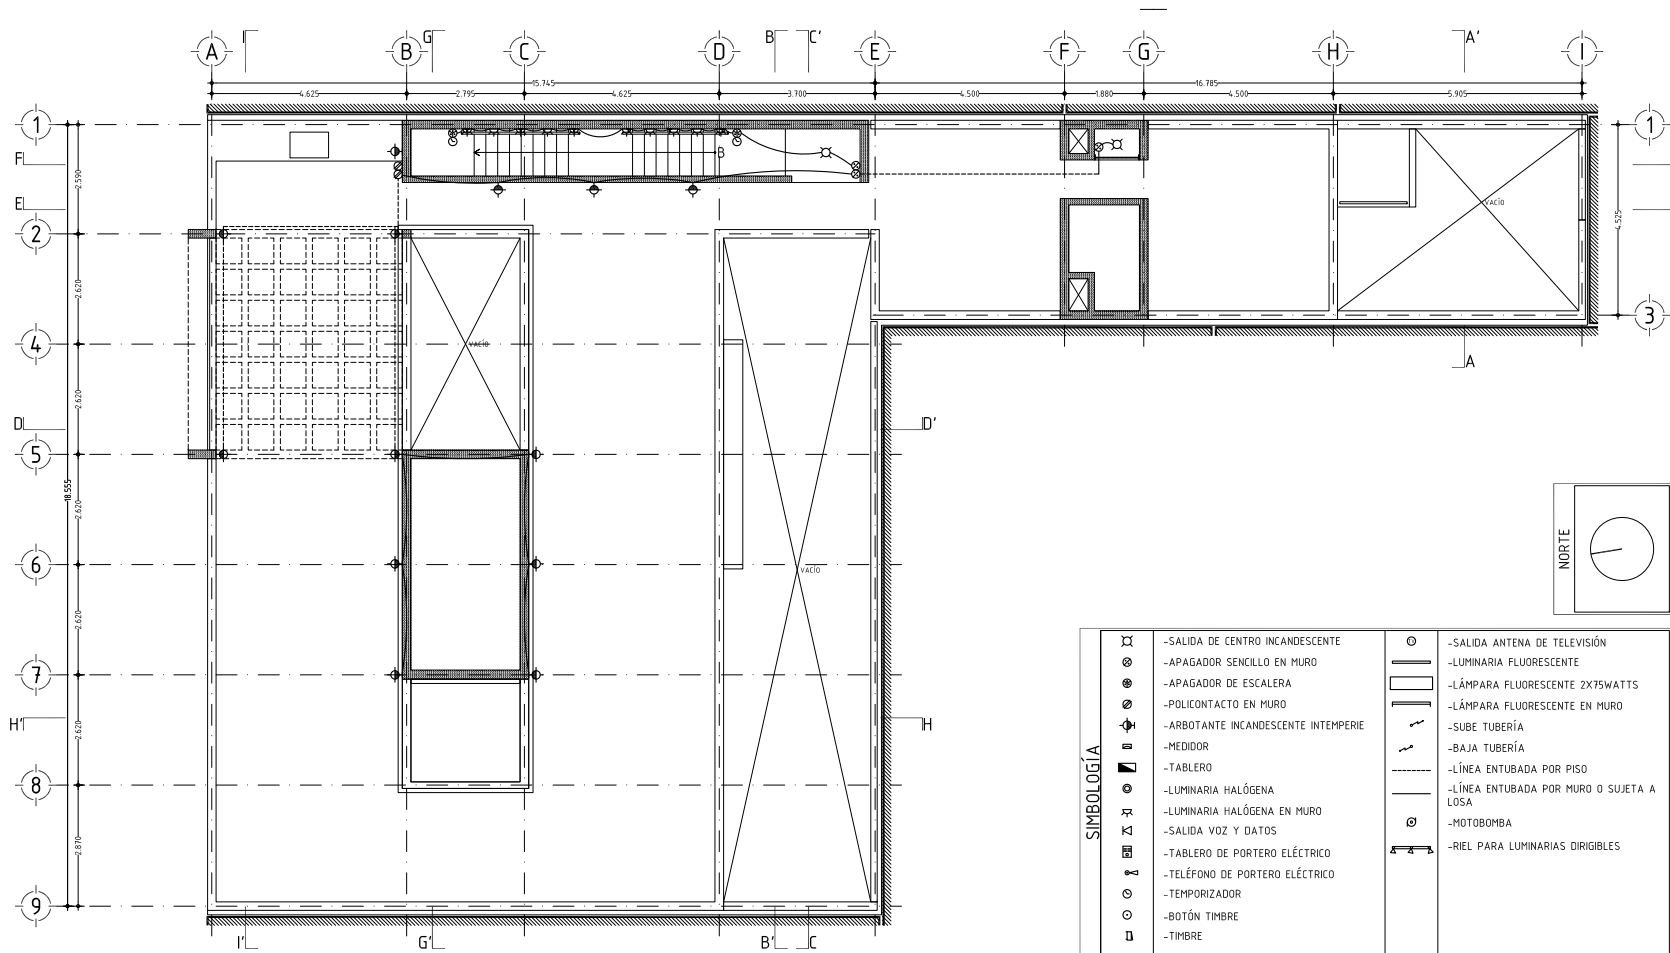 I G B C' A'
A B C D E F G H I
15.745 16.785
4.625 2.795 4.625 3.700 4.500 1.880 4.500 5.905
1 1
F
2.590
B
E
VACÍO
4.525
2
2.620
3
4
VACÍO
A
2.620
D D'
5
18.555
2.620
NORTE
6
VACÍO
2.620
7
H' H
2.620
8
2.870
9
I' G' B' C
SIMBOLOGÍA
-SALIDA DE CENTRO INCANDESCENTE
-APAGADOR SENCILLO EN MURO
-APAGADOR DE ESCALERA
-POLICONTACTO EN MURO
-ARBOTANTE INCANDESCENTE INTEMPERIE
-MEDIDOR
-TABLERO
-LUMINARIA HALÓGENA
-LUMINARIA HALÓGENA EN MURO
-SALIDA VOZ Y DATOS
-TABLERO DE PORTERO ELÉCTRICO
-TELÉFONO DE PORTERO ELÉCTRICO
-TEMPORIZADOR
-BOTÓN TIMBRE
-TIMBRE
-SALIDA ANTENA DE TELEVISIÓN
-LUMINARIA FLUORESCENTE
-LÁMPARA FLUORESCENTE 2X75WATTS
-LÁMPARA FLUORESCENTE EN MURO
-SUBE TUBERÍA
-BAJA TUBERÍA
-LÍNEA ENTUBADA POR PISO
-LÍNEA ENTUBADA POR MURO O SUJETA A
LOSA
-MOTOBOMBA
-RIEL PARA LUMINARIAS DIRIGIBLES